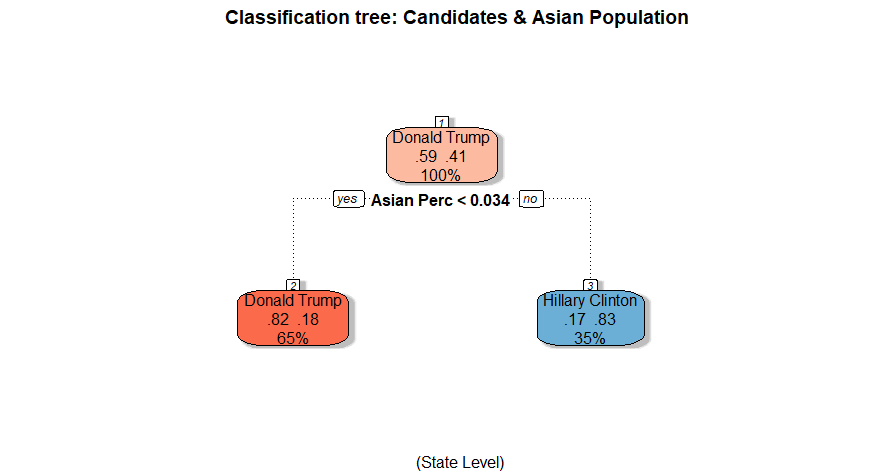 Classification tree: Candidates & Asian Population
1
Donald Trump
.59 .41
100%
yes
Asian Perc < 0.034
no
2
Donald Trump
.82 .18
65%
3
Hillary Clinton
.17 .83
35%
(State Level)